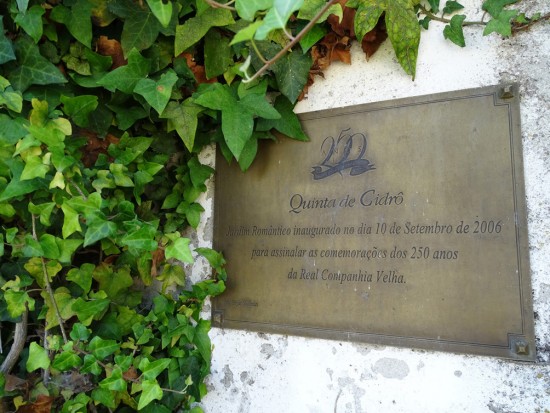 250
Quinta de Cidrô
Jardim Romântico inaugurado no dia 10 de Setembro de 2006
para assinalar as comemorações dos 250 anos
da Real Companhia Velha.